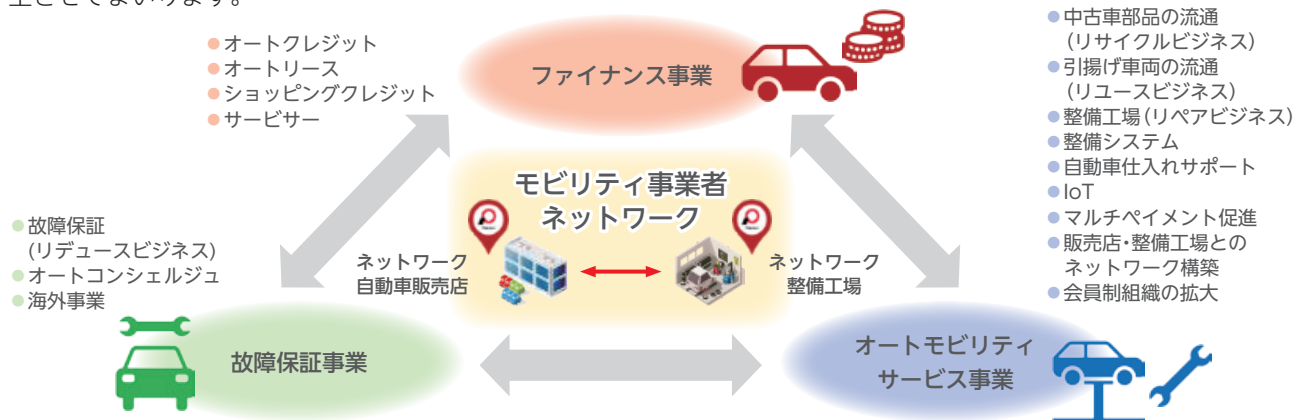 ● オートクレジット
● オートリース
● ショッピングクレジット
● サービサー
ファイナンス事業
● 中古車部品の流通
(リサイクルビジネス)
● 引揚げ車両の流通
(リユースビジネス)
● 整備工場(リペアビジネス)
● 整備システム
● 自動車仕入れサポート
● IoT
● マルチペイメント促進
● 販売店・整備工場との
ネットワーク構築
● 会員制組織の拡大
モビリティ事業者
ネットワーク
ネットワーク
自動車販売店
ネットワーク
整備工場
● 故障保証
(リデュースビジネス)
● オートコンシェルジュ
● 海外事業
故障保証事業
オートモビリティ
サービス事業